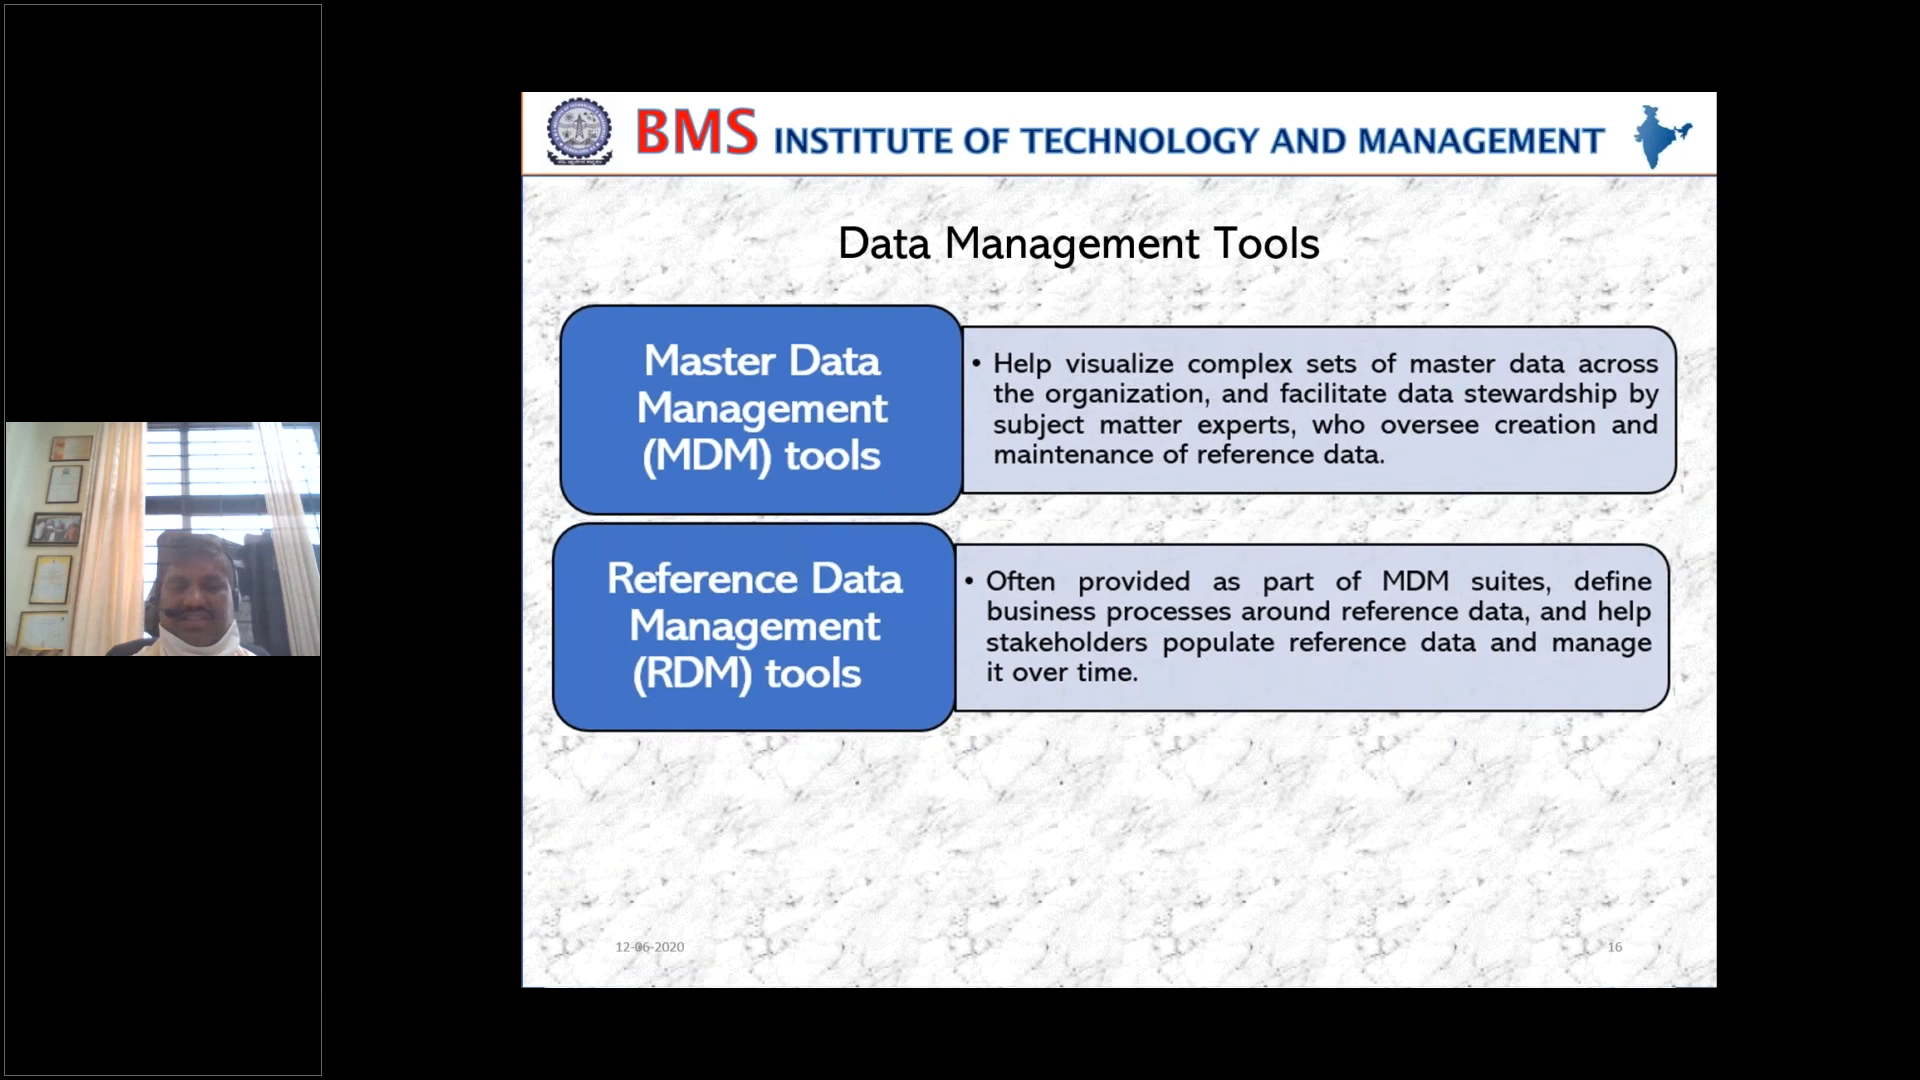 BMS INSTITUTE OF TECHNOLOGY AND MANAGEMENT
Data Management Tools
Master Data
Management
(MDM) tools
• Help visualize complex sets of master data across
the organization, and facilitate data stewardship by
subject matter experts, who oversee creation and
maintenance of reference data.
Reference Data
Management
(RDM) tools
• Often provided as part of MDM suites, define
business processes around reference data, and help
stakeholders populate reference data and manage
it over time.
12-06-2020
16